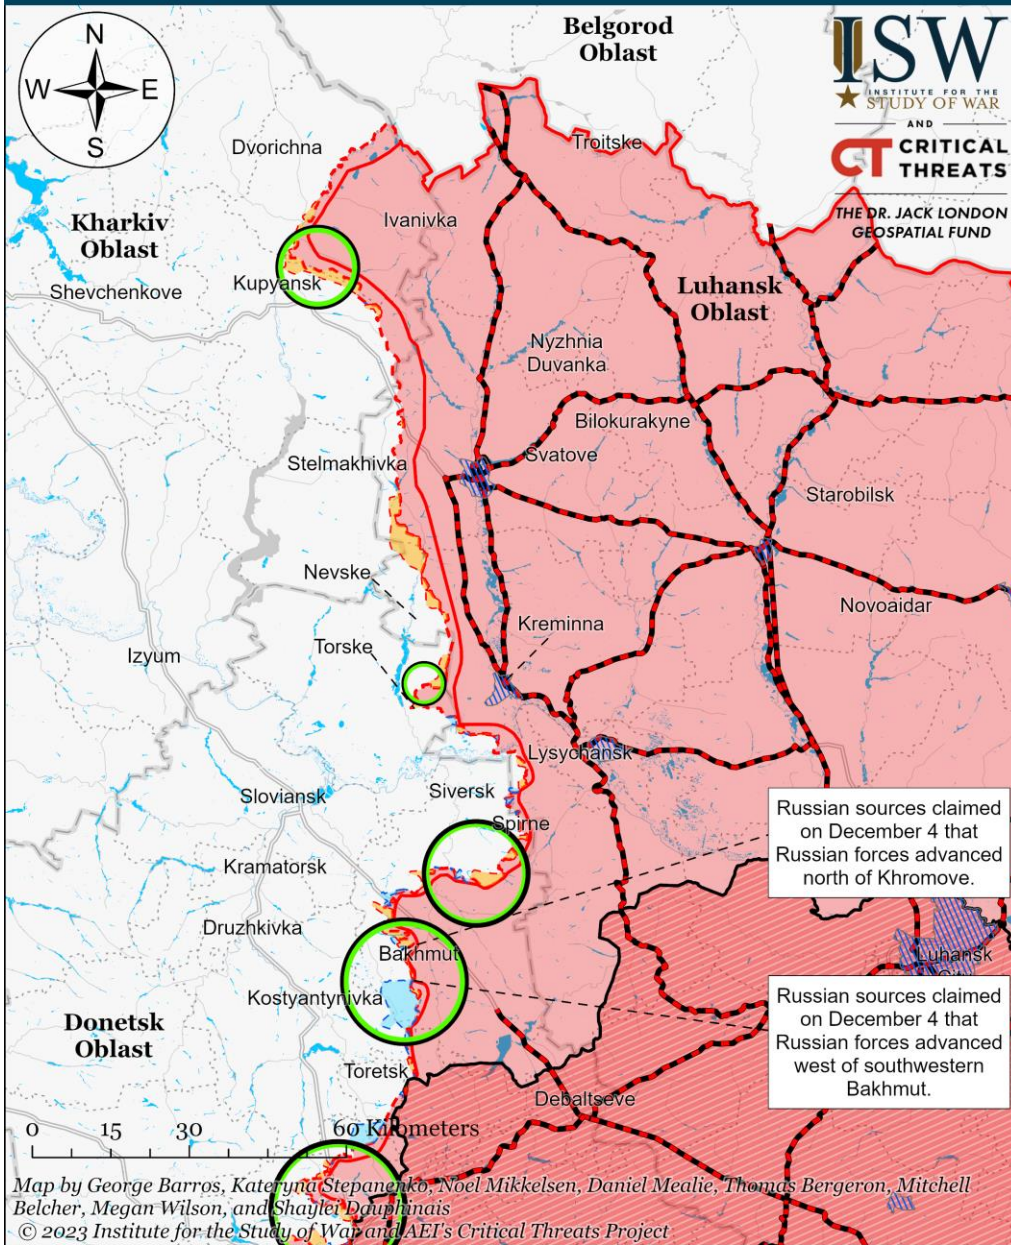 N
W E
S
Belgorod
Oblast
ISW
INSTITUTE FOR THE
STUDY OF WAR
AND
CT CRITICAL
THREATS
THE DR. JACK LONDON
GEOSPATIAL FUND
Dvorichna
Troitske
Kharkiv
Oblast
Ivanivka
Shevchenkove
Kupyansk
Luhansk
Oblast
Nyzhnia
Duvanka
Bilokurakyne
Stelmakhivka
Svatove
Starobilsk
Nevske
Novoaidar
Torske
Kreminna
Izyum
Lysychansk
Sloviansk
Siversk
Spirne
Russian sources claimed
on December 4 that
Russian forces advanced
north of Khromove.
Kramatorsk
Druzhkivka
Bakhmut
Luhansk
Kostyantynivka
Russian sources claimed
on December 4 that
Russian forces advanced
west of southwestern
Bakhmut.
Donetsk
Oblast
Toretsk
Debaltseve
0 15 30 60 Kilometers
Map by George Barros, Kateryna Stepanenko, Noel Mikkelsen, Daniel Mealie, Thomas Bergeron, Mitchell
Belcher, Megan Wilson, and Shaylei Dauphinais
© 2023 Institute for the Study of War and AEI's Critical Threats Project